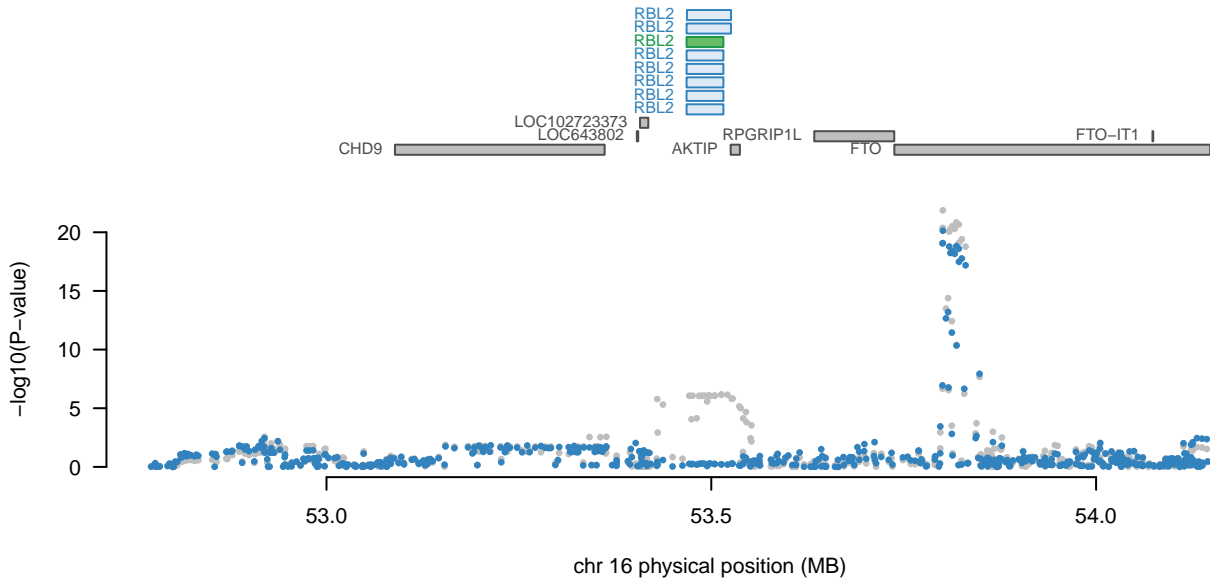 RBL2
RBL2
RBL2
RBL2
RBL2
RBL2
RBL2
RBL2
LOC102723373
LOC643802 RPGRIP1L FTO−IT1
CHD9 AKTIP FTO
−log10(P−value)
20
15
10
5
0
53.0 53.5 54.0
chr 16 physical position (MB)